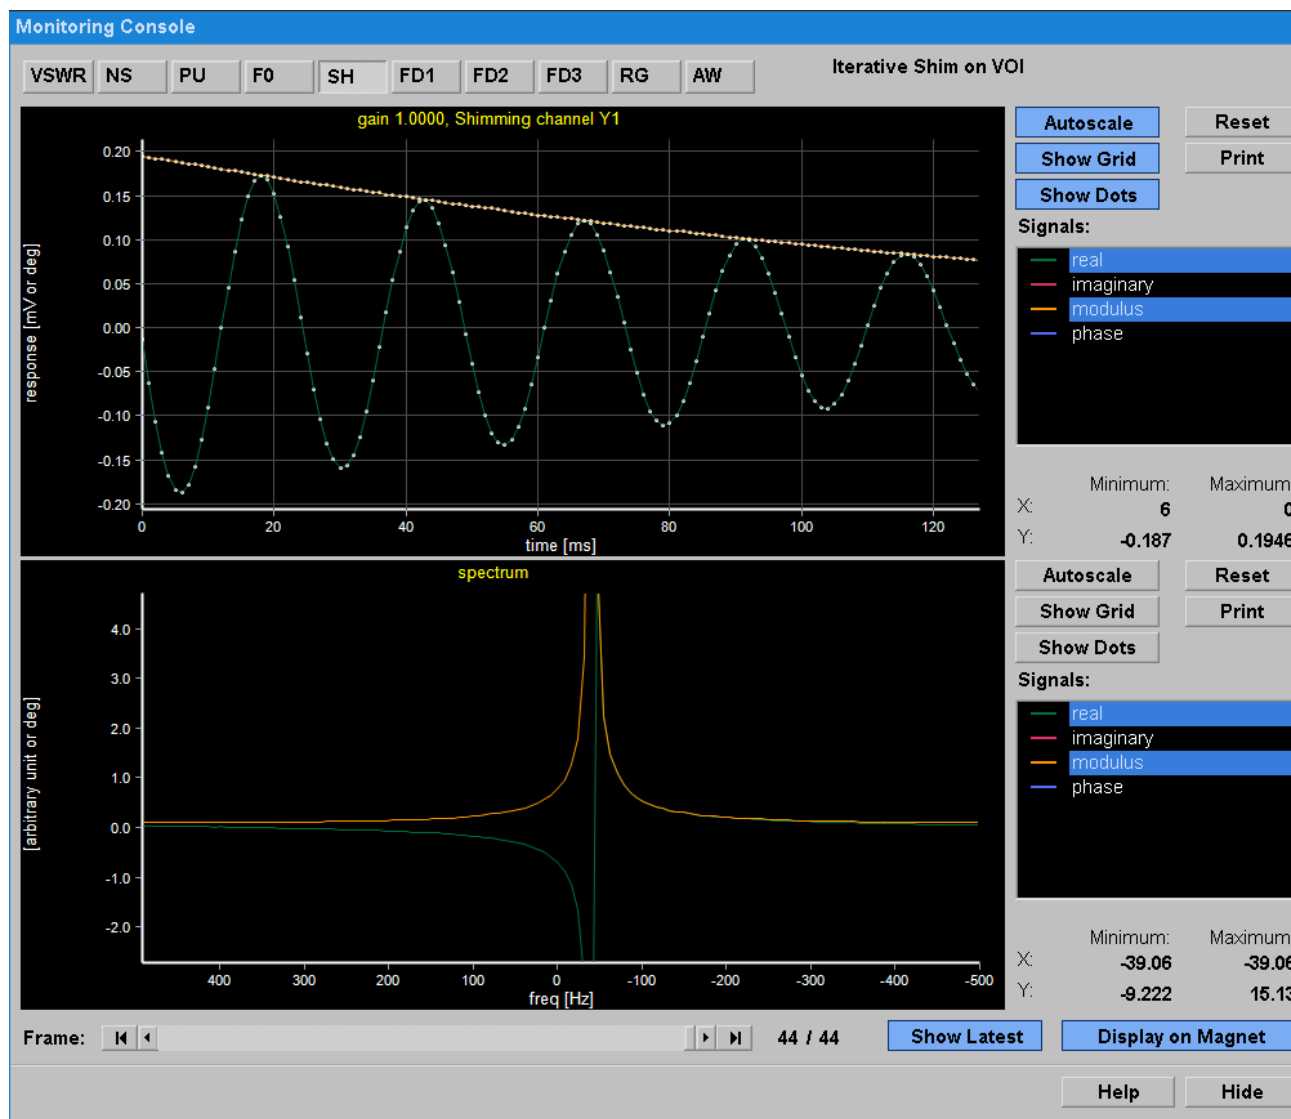 Monitoring Console
VSWR NS PU F0 SH FD1 FD2 FD3 RG AW
Iterative Shim on VOI
gain 1.0000, Shimming channel Y1
0.20
0.15
0.10
0.05
0.00
-0.05
-0.10
-0.15
-0.20
response [mV or deg]
0 20 40 60 80 100 120
time [ms]
Autoscale Reset
Show Grid Print
Show Dots
Signals:
real
imaginary
modulus
phase
Minimum: Maximum
X: 6 0
Y: -0.187 0.1946
spectrum
4.0
3.0
2.0
1.0
0.0
-1.0
-2.0
[arbitrary unit or deg]
400 300 200 100 0 -100 -200 -300 -400 -500
freq [Hz]
Autoscale Reset
Show Grid Print
Show Dots
Signals:
real
imaginary
modulus
phase
Minimum: Maximum
X: -39.06 -39.06
Y: -9.222 15.13
Frame: 44 / 44 Show Latest Display on Magnet
Help Hide